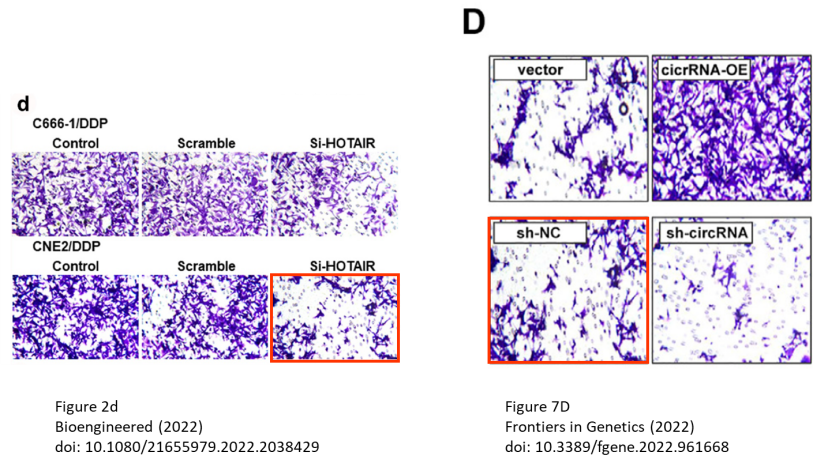 d
C666-1/DDP
Control Scramble Si-HOTAIR
CNE2/DDP
Control Scramble Si-HOTAIR
Figure 2d
Bioengineered (2022)
doi: 10.1080/21655979.2022.2038429
D
vector cicrRNA-OE
sh-NC sh-circRNA
Figure 7D
Frontiers in Genetics (2022)
doi: 10.3389/fgene.2022.961668